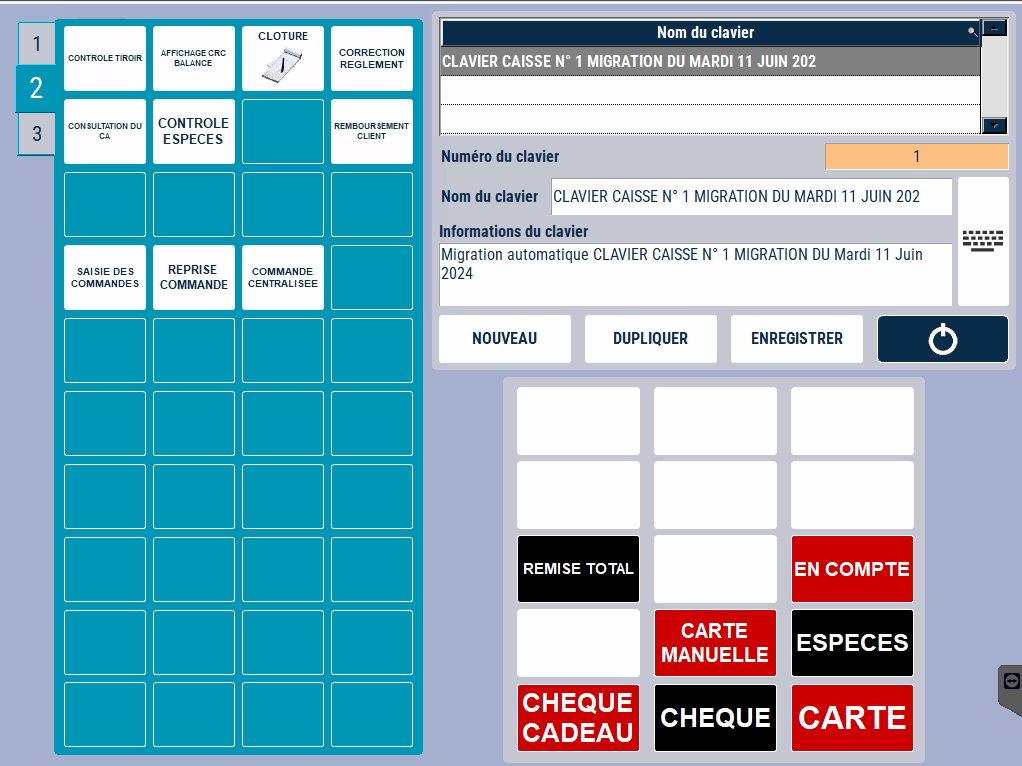 1
2
3
CONTROLE TIROIR
AFFICHAGE CRC
BALANCE
CLOTURE
CORRECTION
REGLEMENT
CONSULTATION DU
CA
CONTROLE
ESPECES
REMBOURSEMENT
CLIENT
SAISIE DES
COMMANDES
REPRISE
COMMANDE
COMMANDE
CENTRALISEE
Nom du clavier
CLAVIER CAISSE N° 1 MIGRATION DU MARDI 11 JUIN 202
Numéro du clavier
1
Nom du clavier
CLAVIER CAISSE N° 1 MIGRATION DU MARDI 11 JUIN 202
Informations du clavier
Migration automatique CLAVIER CAISSE N° 1 MIGRATION DU Mardi 11 Juin
2024
NOUVEAU
DUPLIQUER
ENREGISTRER
REMISE TOTAL
EN COMPTE
CARTE
MANUELLE
ESPECES
CHEQUE
CADEAU
CHEQUE
CARTE